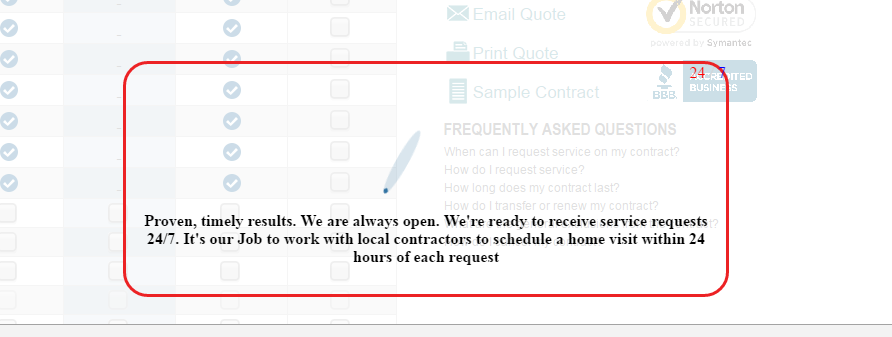 Norton
SECURED
powered by Symantec
Email Quote
Print Quote
Sample Contract
24 7
ACCREDITED
BUSINESS
BBB
FREQUENTLY ASKED QUESTIONS
When can I request service on my contract?
How do I request service?
How long does my contract last?
How do I transfer or renew my contract?
Proven, timely results. We are always open. We're ready to receive service requests
24/7. It's our Job to work with local contractors to schedule a home visit within 24
hours of each request